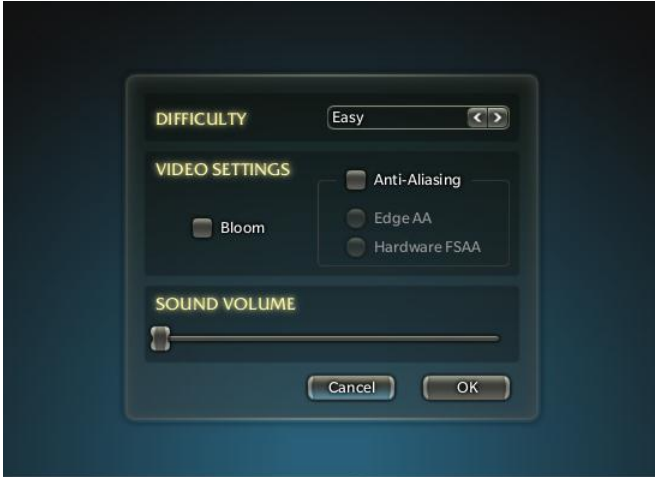 DIFFICULTY
Easy
VIDEO SETTINGS
Anti-Aliasing
Bloom
Edge AA
Hardware FSAA
SOUND VOLUME
Cancel
OK